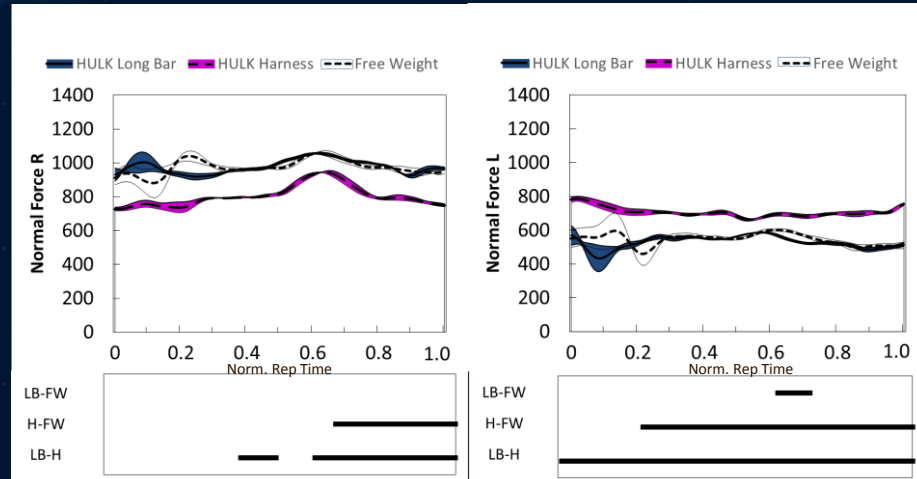 HULK Long Bar HULK Harness Free Weight
1400
1200
1000
800
600
400
200
0
Normal Force R
0 0.2 0.4 0.6 0.8 1.0
Norm. Rep Time
LB-FW
H-FW
LB-H
HULK Long Bar HULK Harness Free Weight
1400
1200
1000
800
600
400
200
0
Normal Force L
0 0.2 0.4 0.6 0.8 1.0
Norm. Rep Time
LB-FW
H-FW
LB-H